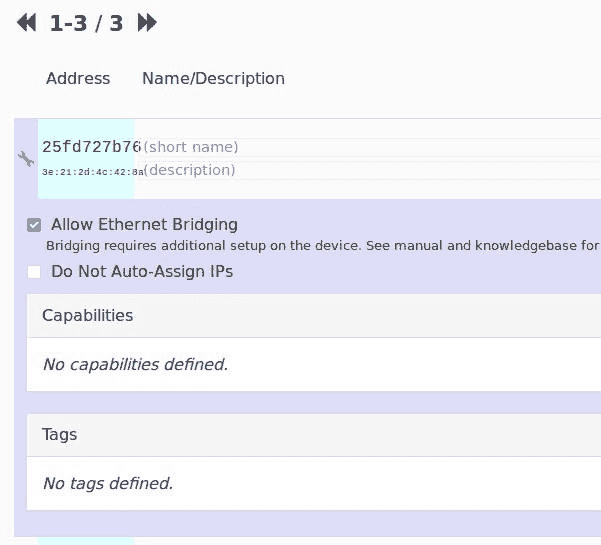 1-3 / 3
Address Name/Description
25fd727b76 (short name)
3e:21:2d:4c:42:8a (description)
Allow Ethernet Bridging
Bridging requires additional setup on the device. See manual and knowledgebase for
Do Not Auto-Assign IPs
Capabilities
No capabilities defined.
Tags
No tags defined.